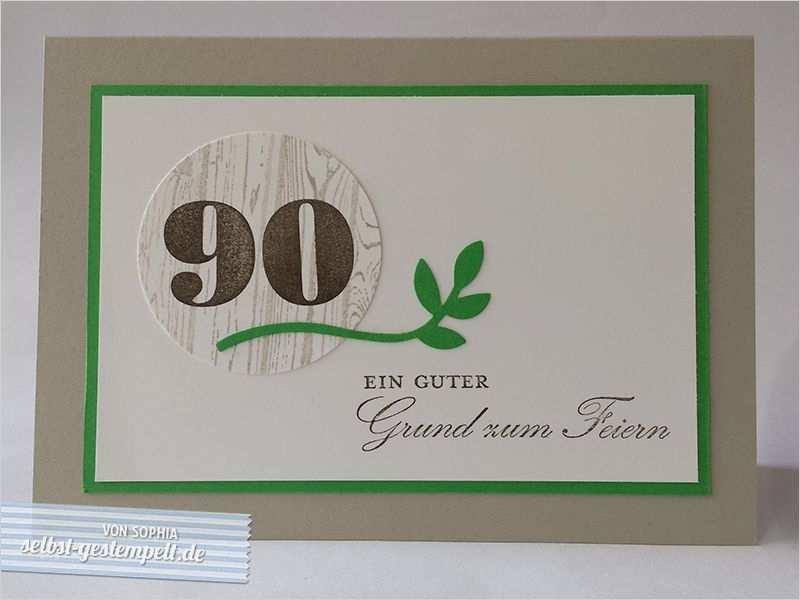 90
EIN GUTER
Grund zum Feiern
VON SOPHIA
selbst-gestempelt.de